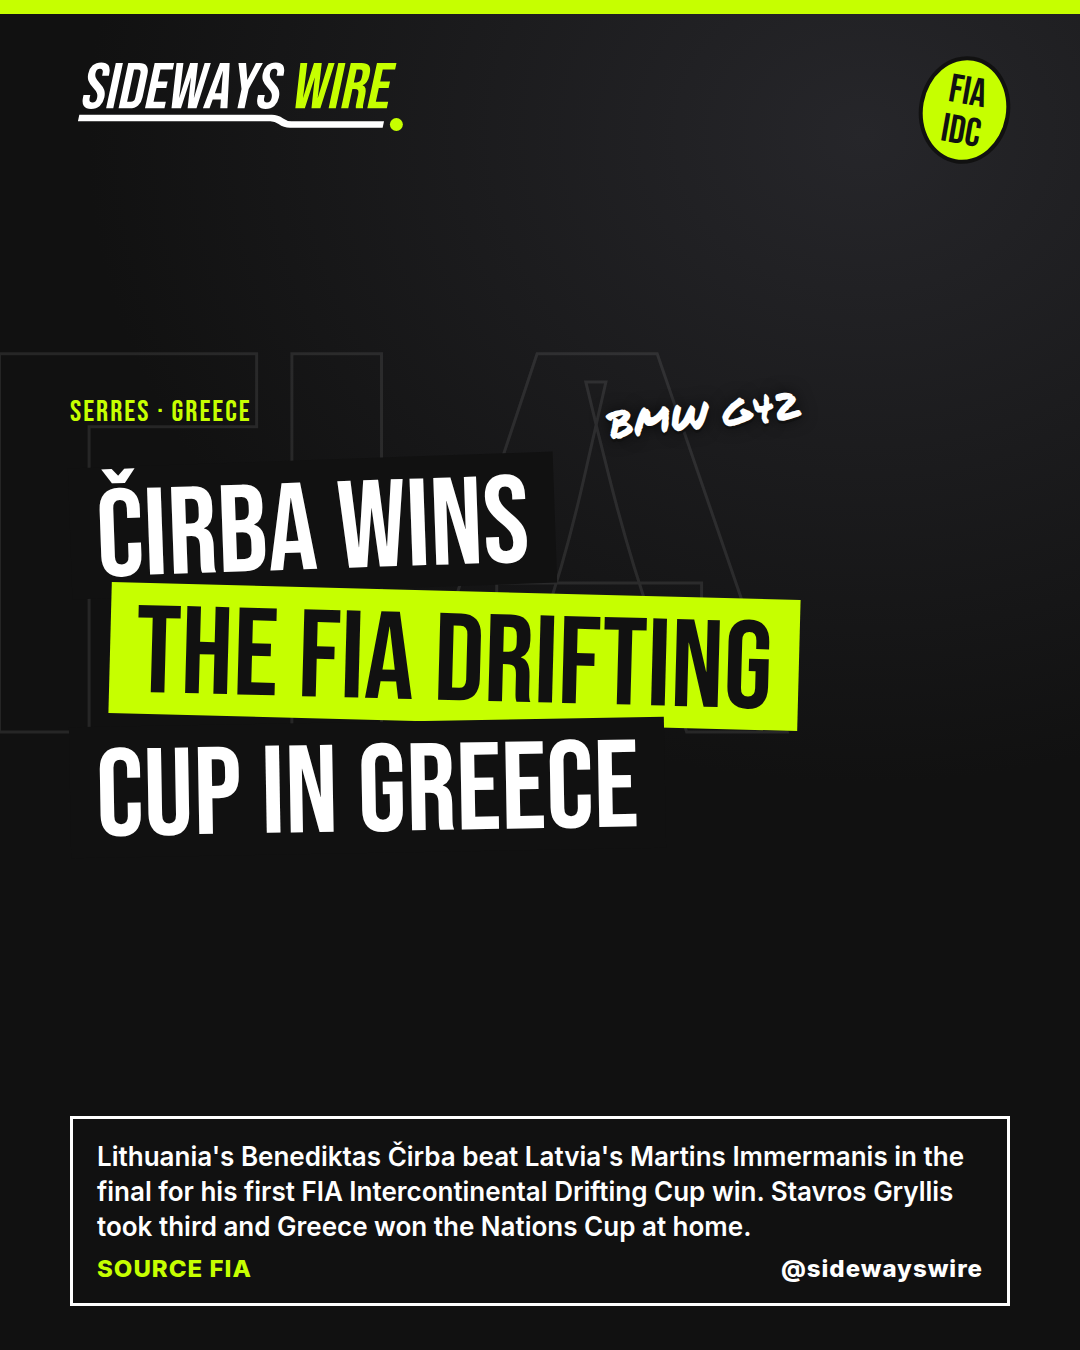 SIDEWAYS WIRE
FIA
IDC
FIA
SERRES · GREECE
BMW G42
ČIRBA WINS
THE FIA DRIFTING
CUP IN GREECE
Lithuania's Benediktas Čirba beat Latvia's Martins Immermanis in the
final for his first FIA Intercontinental Drifting Cup win. Stavros Gryllis
took third and Greece won the Nations Cup at home.
SOURCE FIA
@sidewayswire